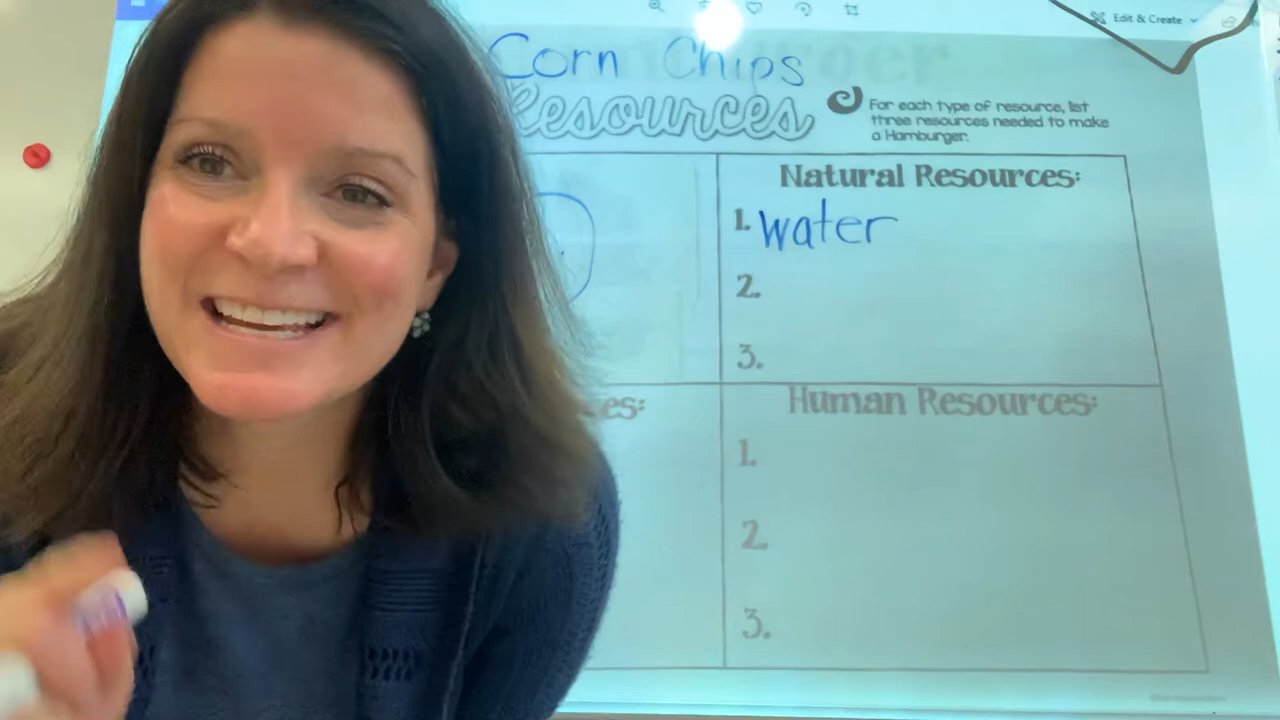 Edit & Create
Corn Chips
Resources
For each type of resource, list
three resources needed to make
a Hamburger.
Natural Resources:
1. water
2.
3.
es:
Human Resources:
1.
2.
3.